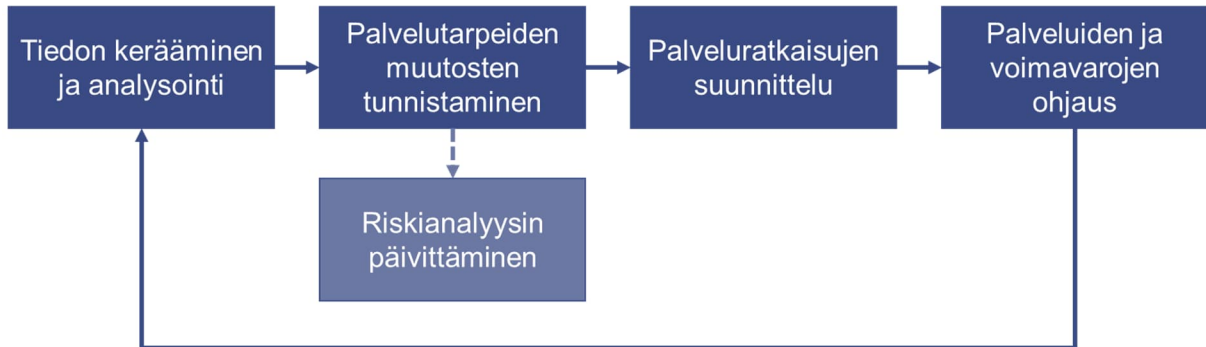 Tiedon kerääminen
ja analysointi
Palvelutarpeiden
muutosten
tunnistaminen
Palveluratkaisujen
suunnittelu
Palveluiden ja
voimavarojen
ohjaus
Riskianalyysin
päivittäminen